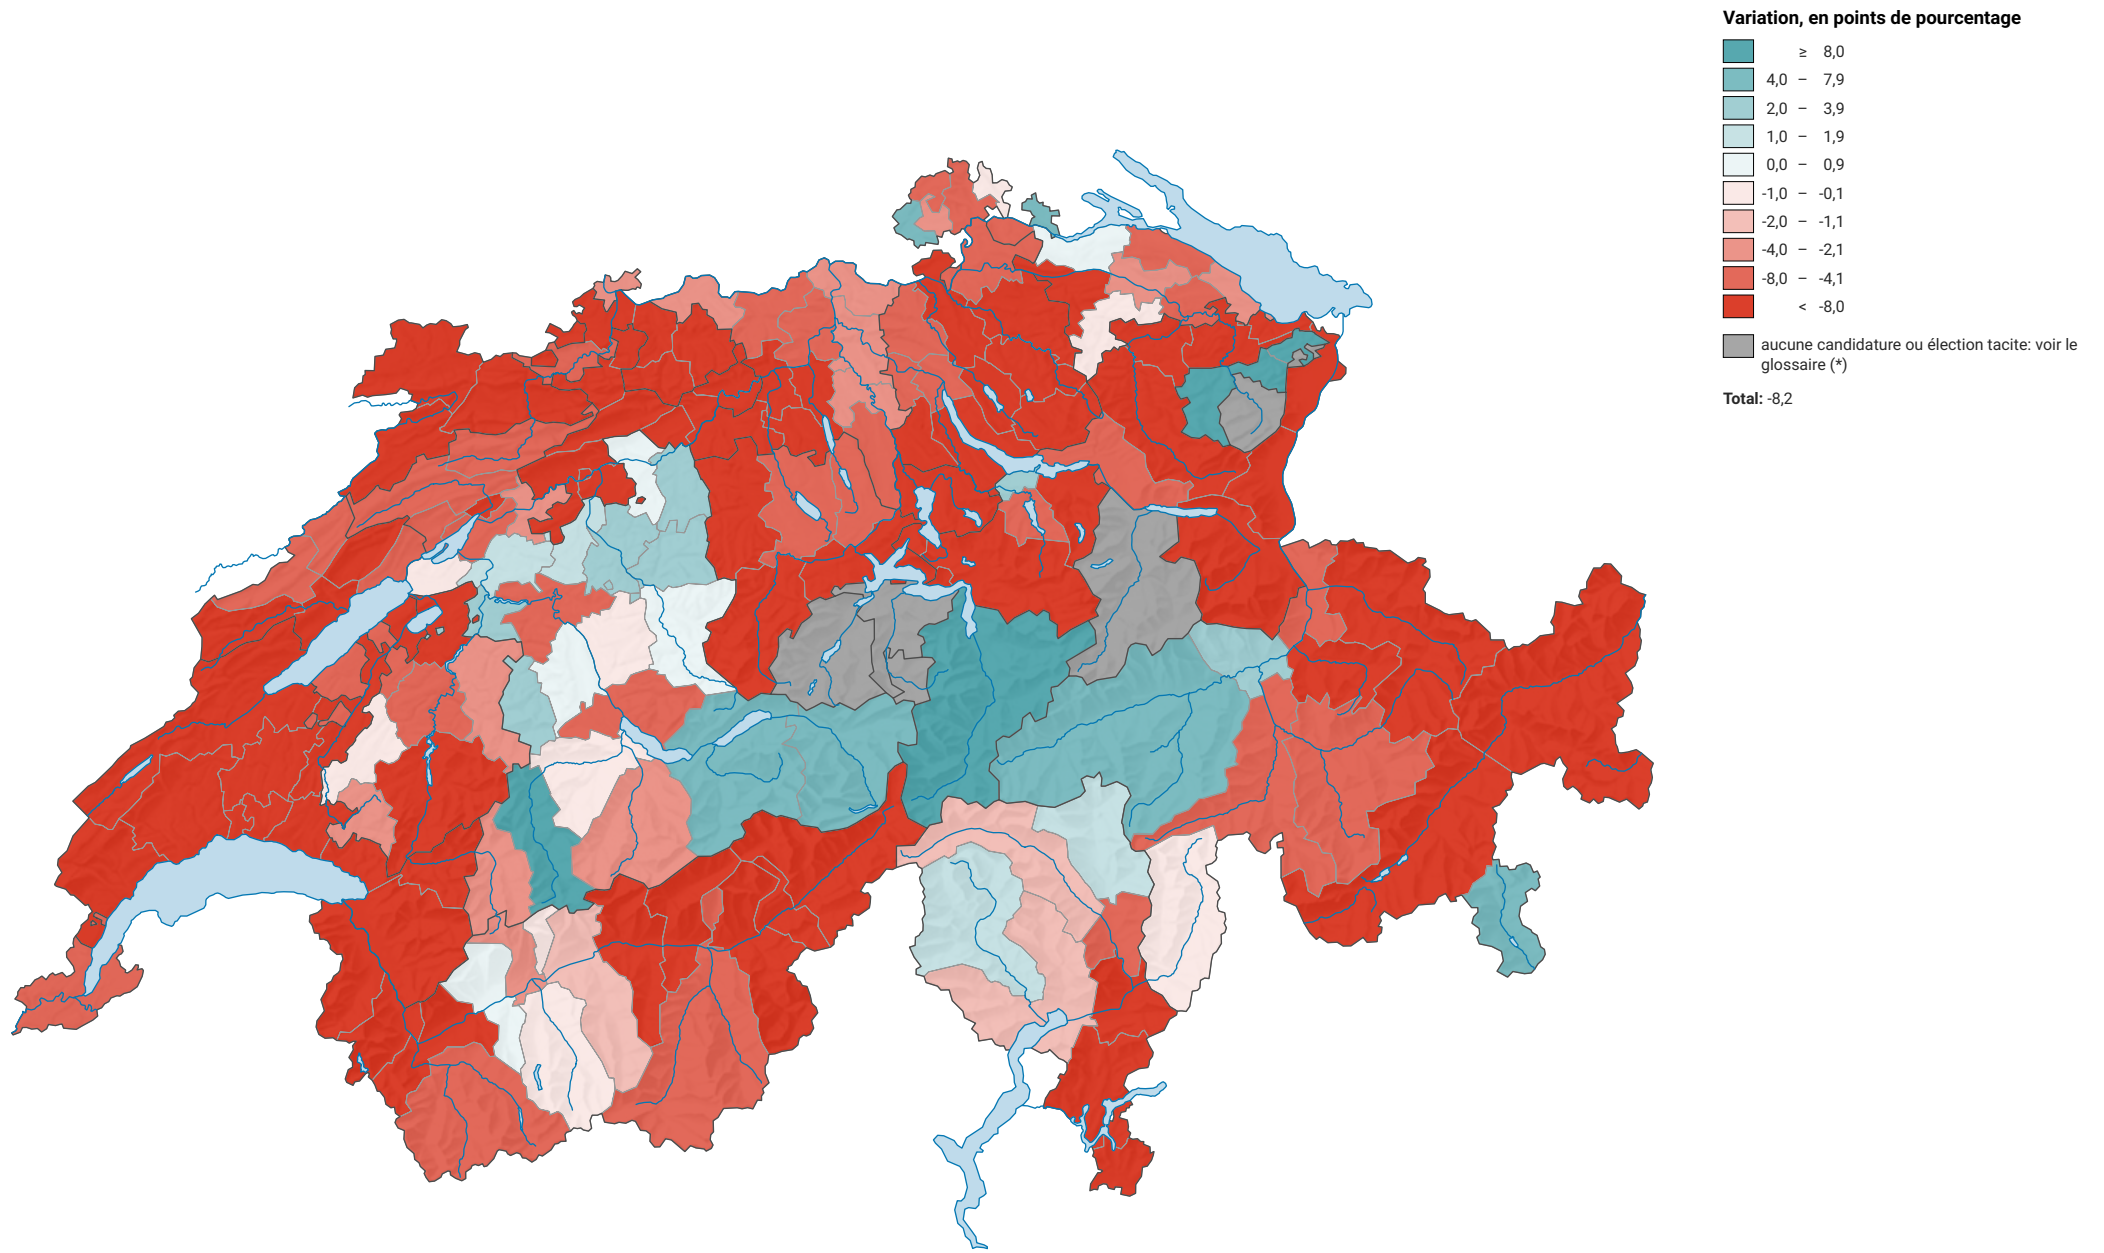 Variation, en points de pourcentage
≥ 8,0
4,0 – 7,9
2,0 – 3,9
1,0 – 1,9
0,0 – 0,9
-1,0 – -0,1
-2,0 – -1,1
-4,0 – -2,1
-8,0 – -4,1
< -8,0
aucune candidature ou élection tacite: voir le
glossaire (*)
Total: -8,2